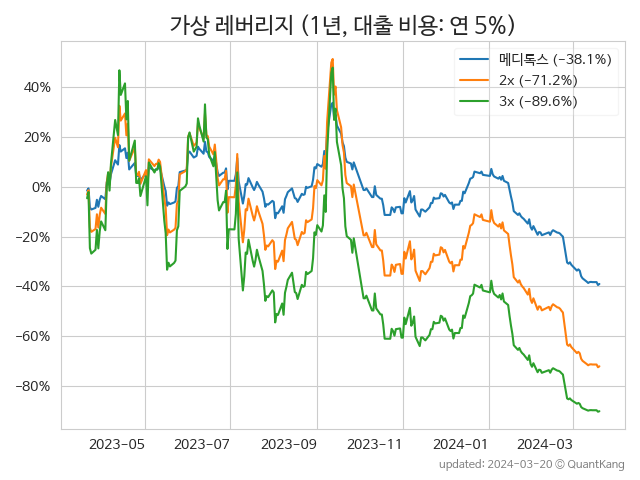 가상 레버리지 (1년, 대출 비용: 연 5%)
메디톡스 (−38.1%)
2x (−71.2%)
3x (−89.6%)
40%
20%
0%
−20%
−40%
−60%
−80%
2023-05 2023-07 2023-09 2023-11 2024-01 2024-03
updated: 2024-03-20 © QuantKang